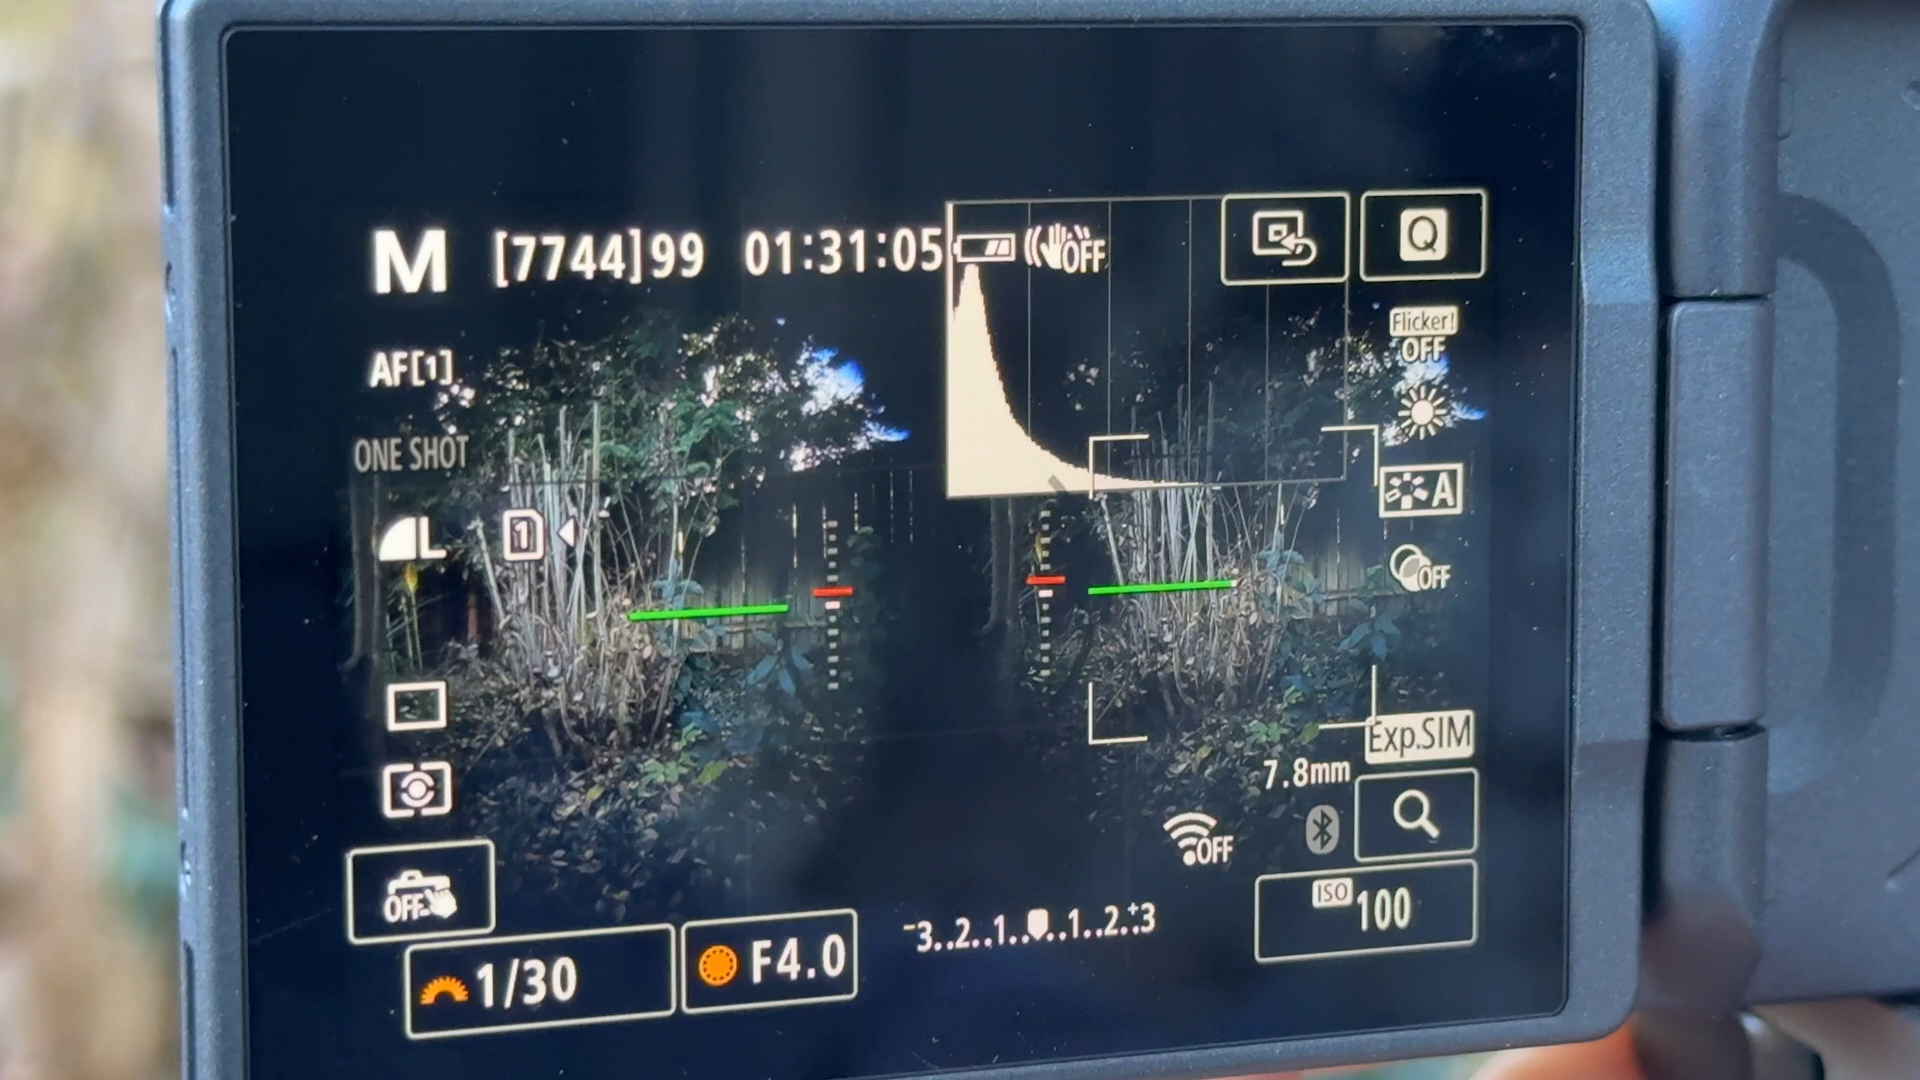 M [7744]99 01:31:05 OFF Q
Flicker!
OFF
AF[1]
ONE SHOT
L 1
A
OFF
Exp.SIM
7.8mm
OFF
OFF
ISO 100
1/30 F4.0 -3..2..1..  ..1..2..+3